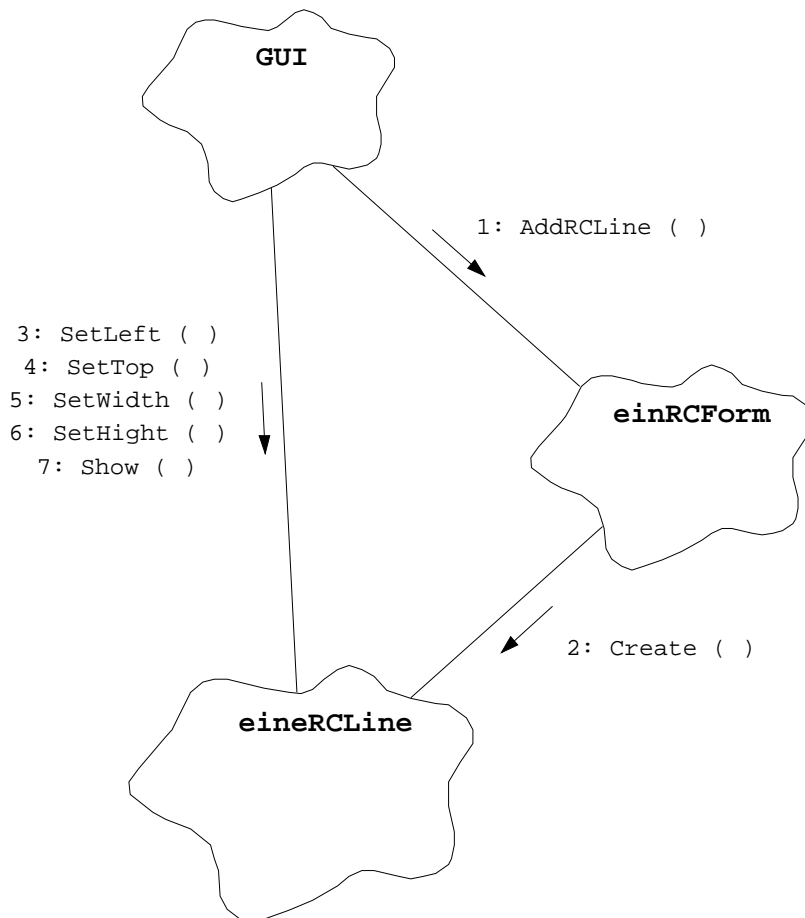 GUI
1: AddRCLine ( )
3: SetLeft ( )
4: SetTop ( )
5: SetWidth ( )
6: SetHight ( )
7: Show ( )
einRCForm
2: Create ( )
eineRCLine